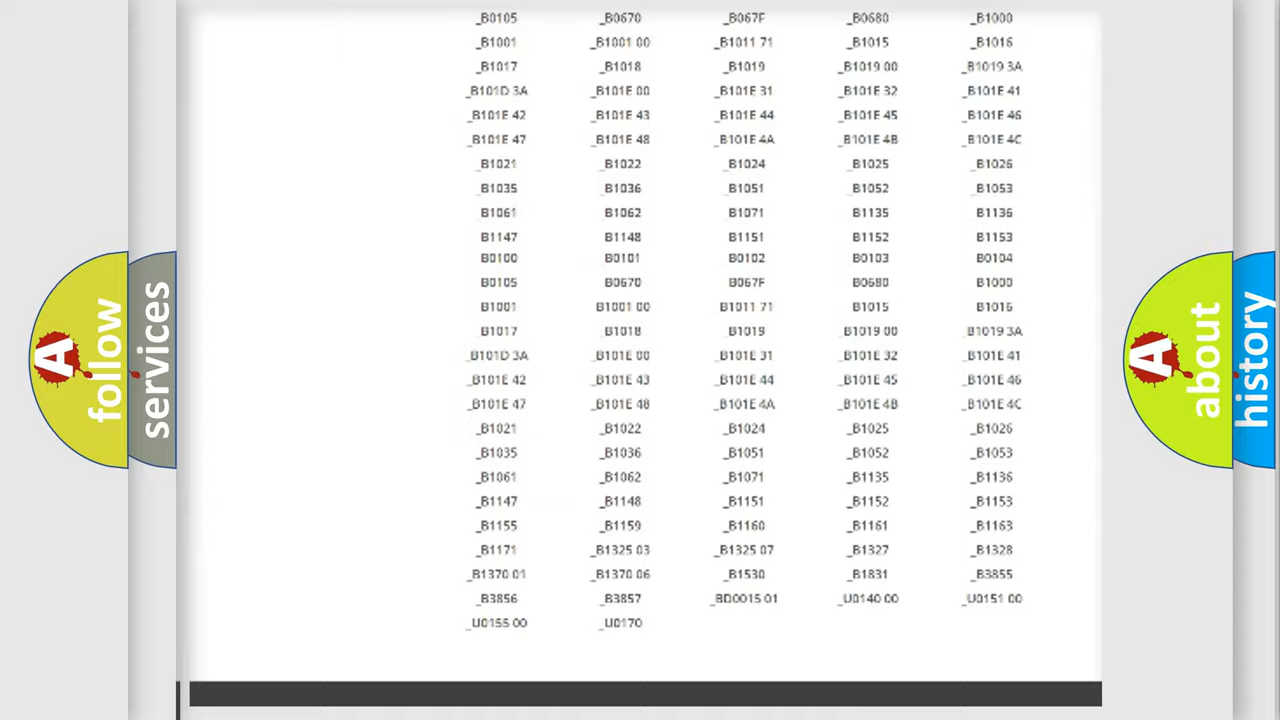 _B0105 _B0670 _B067F _B0680 _B1000
_B1001 _B1001 00 _B1011 71 _B1015 _B1016
_B1017 _B1018 _B1019 _B1019 00 _B1019 3A
_B101D 3A _B101E 00 _B101E 31 _B101E 32 _B101E 41
_B101E 42 _B101E 43 _B101E 44 _B101E 45 _B101E 46
_B101E 47 _B101E 48 _B101E 4A _B101E 4B _B101E 4C
_B1021 _B1022 _B1024 _B1025 _B1026
_B1035 _B1036 _B1051 _B1052 _B1053
B1061 B1062 B1071 B1135 B1136
B1147 B1148 B1151 B1152 B1153
B0100 B0101 B0102 B0103 B0104
B0105 B0670 B067F B0680 B1000
B1001 B1001 00 B1011 71 B1015 B1016
B1017 _B1018 _B1019 _B1019 00 _B1019 3A
_B101D 3A _B101E 00 _B101E 31 _B101E 32 _B101E 41
_B101E 42 _B101E 43 _B101E 44 _B101E 45 _B101E 46
_B101E 47 _B101E 48 _B101E 4A _B101E 4B _B101E 4C
_B1021 _B1022 _B1024 _B1025 _B1026
_B1035 _B1036 _B1051 _B1052 _B1053
_B1061 _B1062 _B1071 _B1135 _B1136
_B1147 _B1148 _B1151 _B1152 _B1153
_B1155 _B1159 _B1160 _B1161 _B1163
_B1171 _B1325 03 _B1325 07 _B1327 _B1328
_B1370 01 _B1370 06 _B1530 _B1831 _B3855
_B3856 _B3857 _BD0015 01 _U0140 00 _U0151 00
_U0155 00 _U0170
A follow
services
A about
history